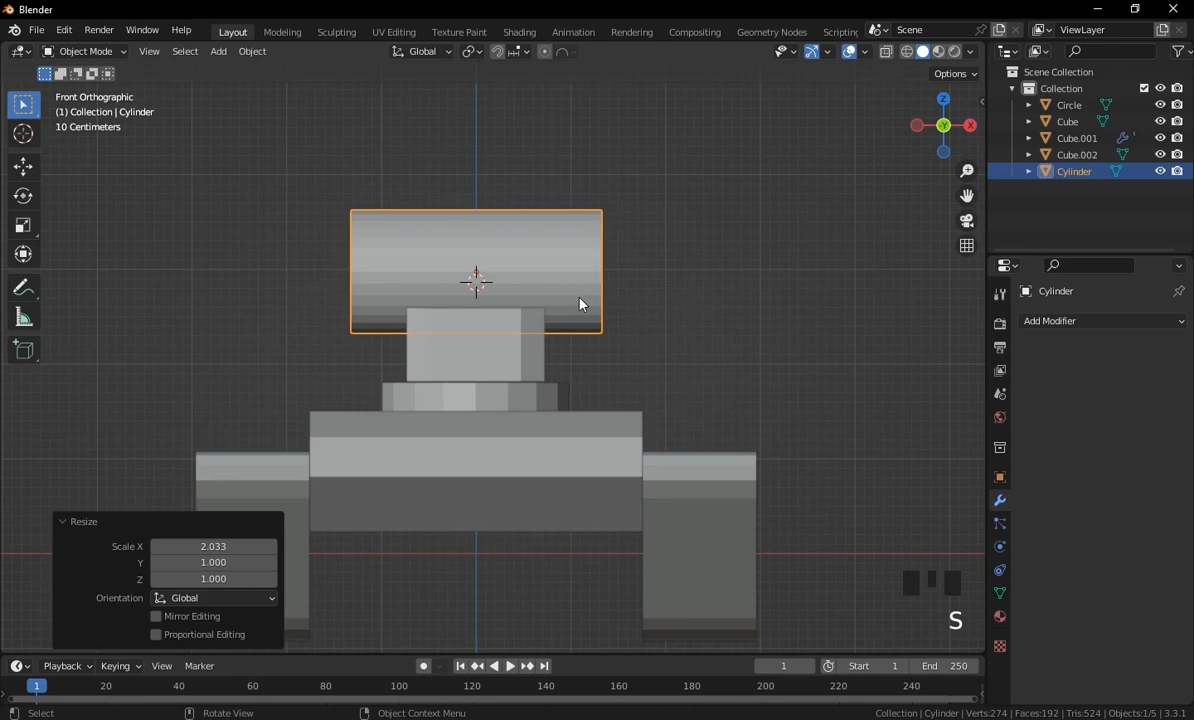 Blender
File Edit Render Window Help Layout Modeling Sculpting UV Editing Texture Paint Shading Animation Rendering Compositing Geometry Nodes Scripting Scene ViewLayer
Object Mode View Select Add Object Global
Options
Front Orthographic
(1) Collection | Cylinder
10 Centimeters
Z
-Y
X
Scene Collection
Collection
Circle
Cube
Cube.001
Cube.002
Cylinder
Cylinder
Add Modifier
Resize
Scale X 2.033
Y 1.000
Z 1.000
Orientation Global
Mirror Editing
Proportional Editing
S
Playback Keying View Marker 1 Start 1 End 250
1 20 40 60 80 100 120 140 160 180 200 220 240
Select Rotate View Object Context Menu Collection | Cylinder | Verts:274 | Faces:192 | Tris:524 | Objects:1/5 | 3.3.1